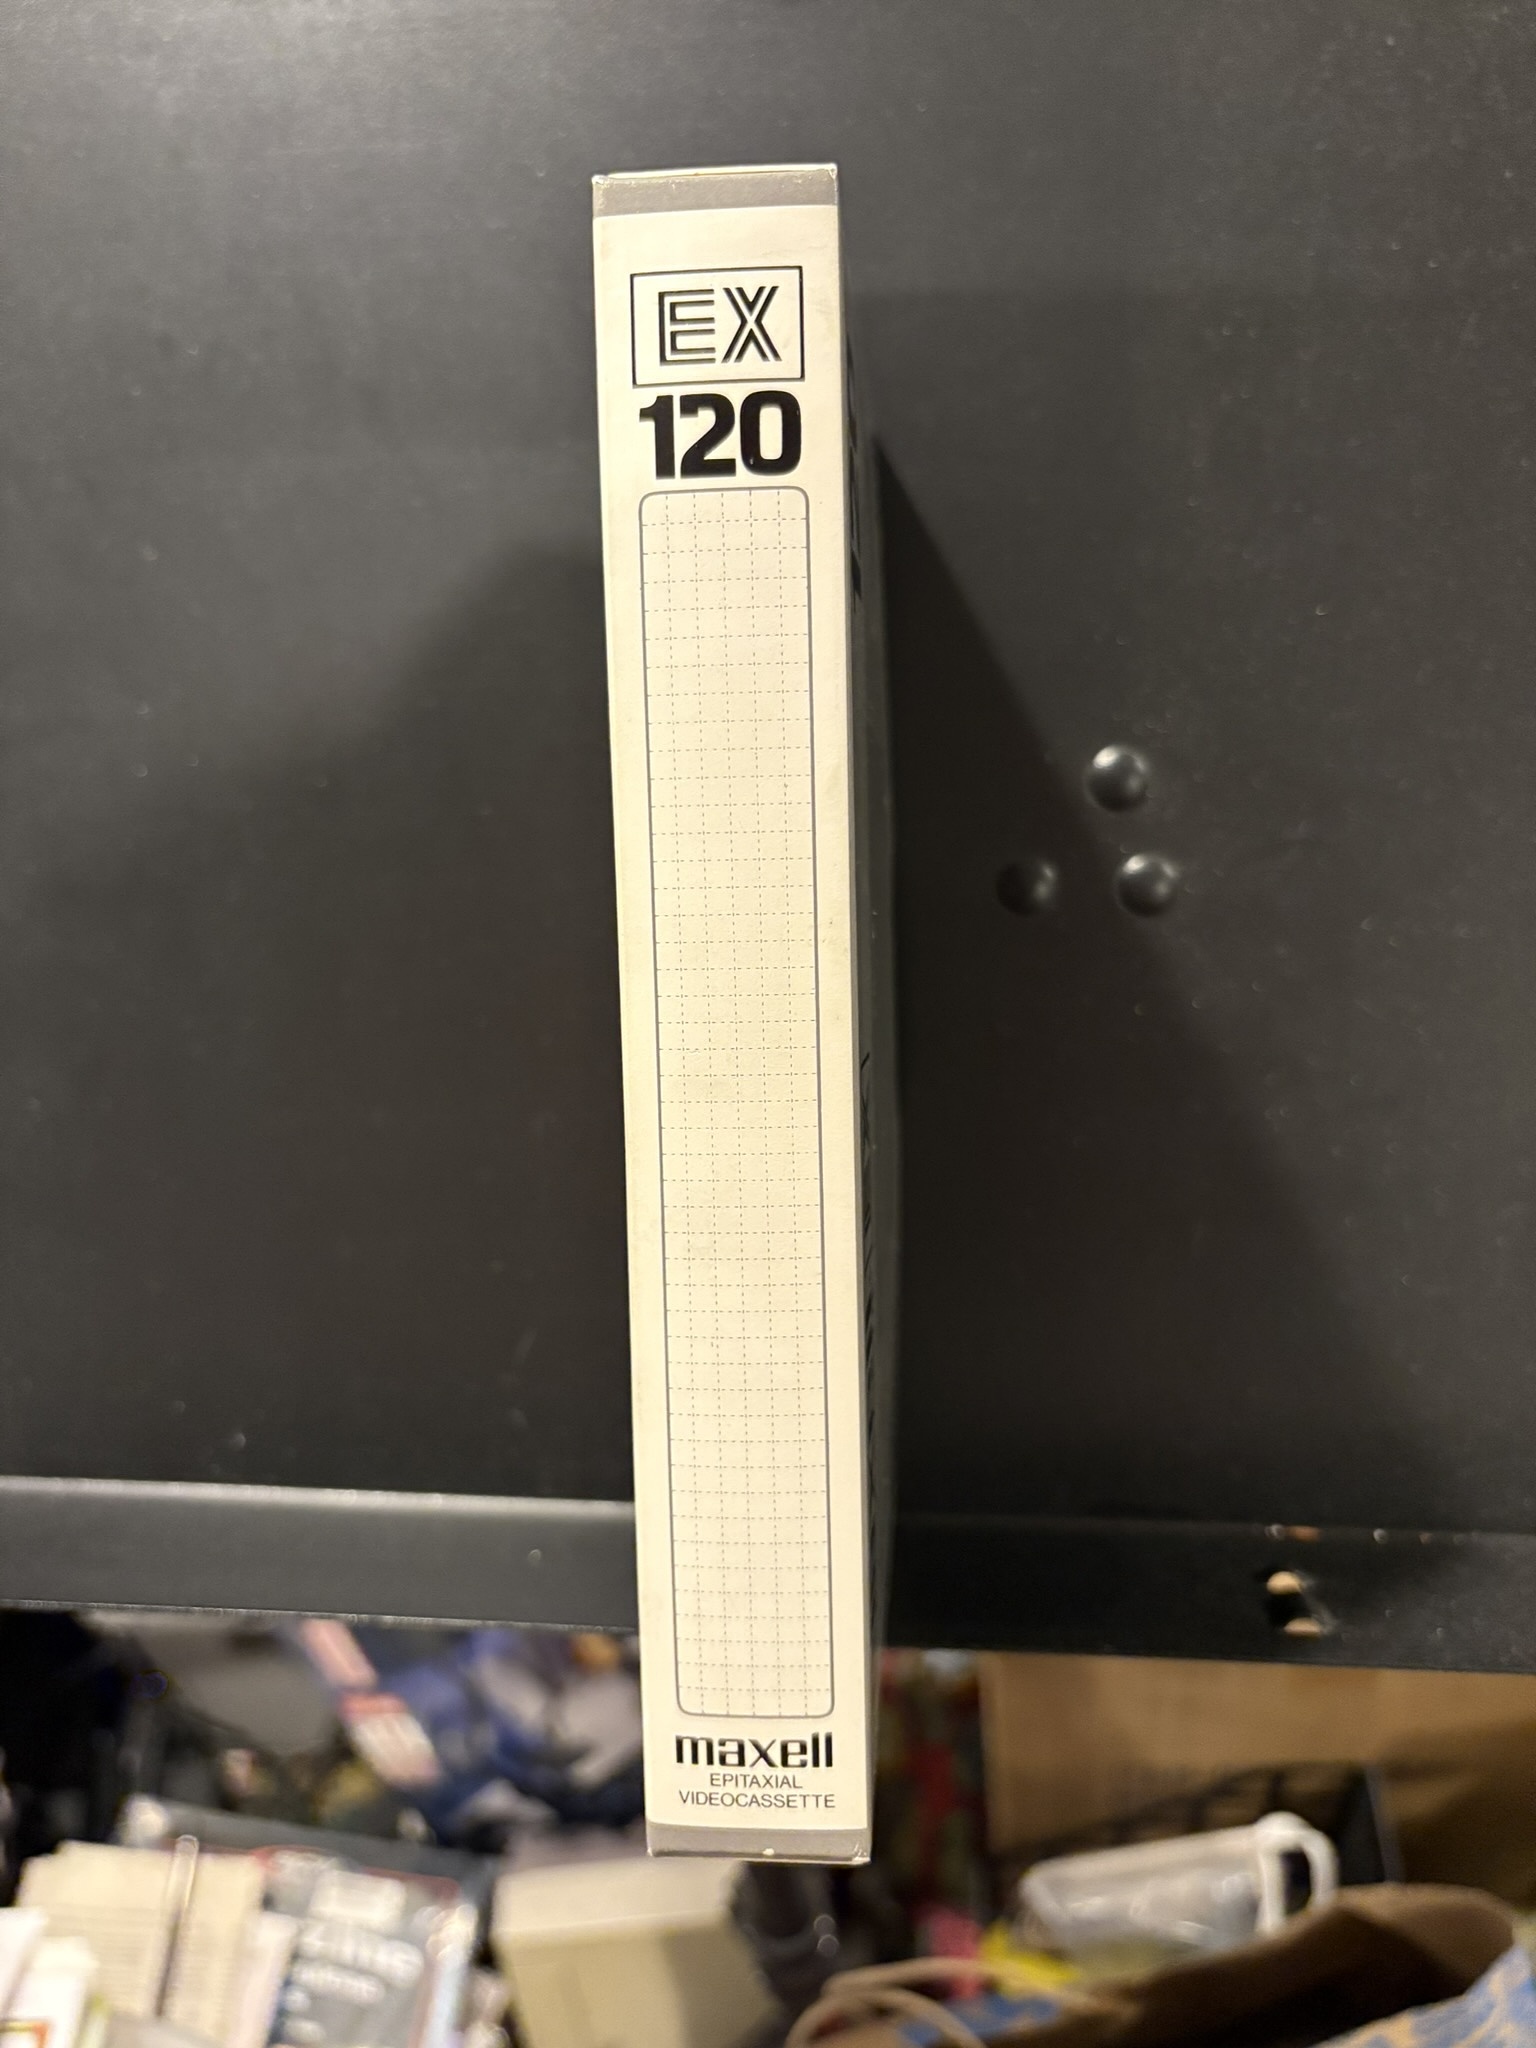 EX
120
maxell
EPITAXIAL
VIDEOCASSETTE